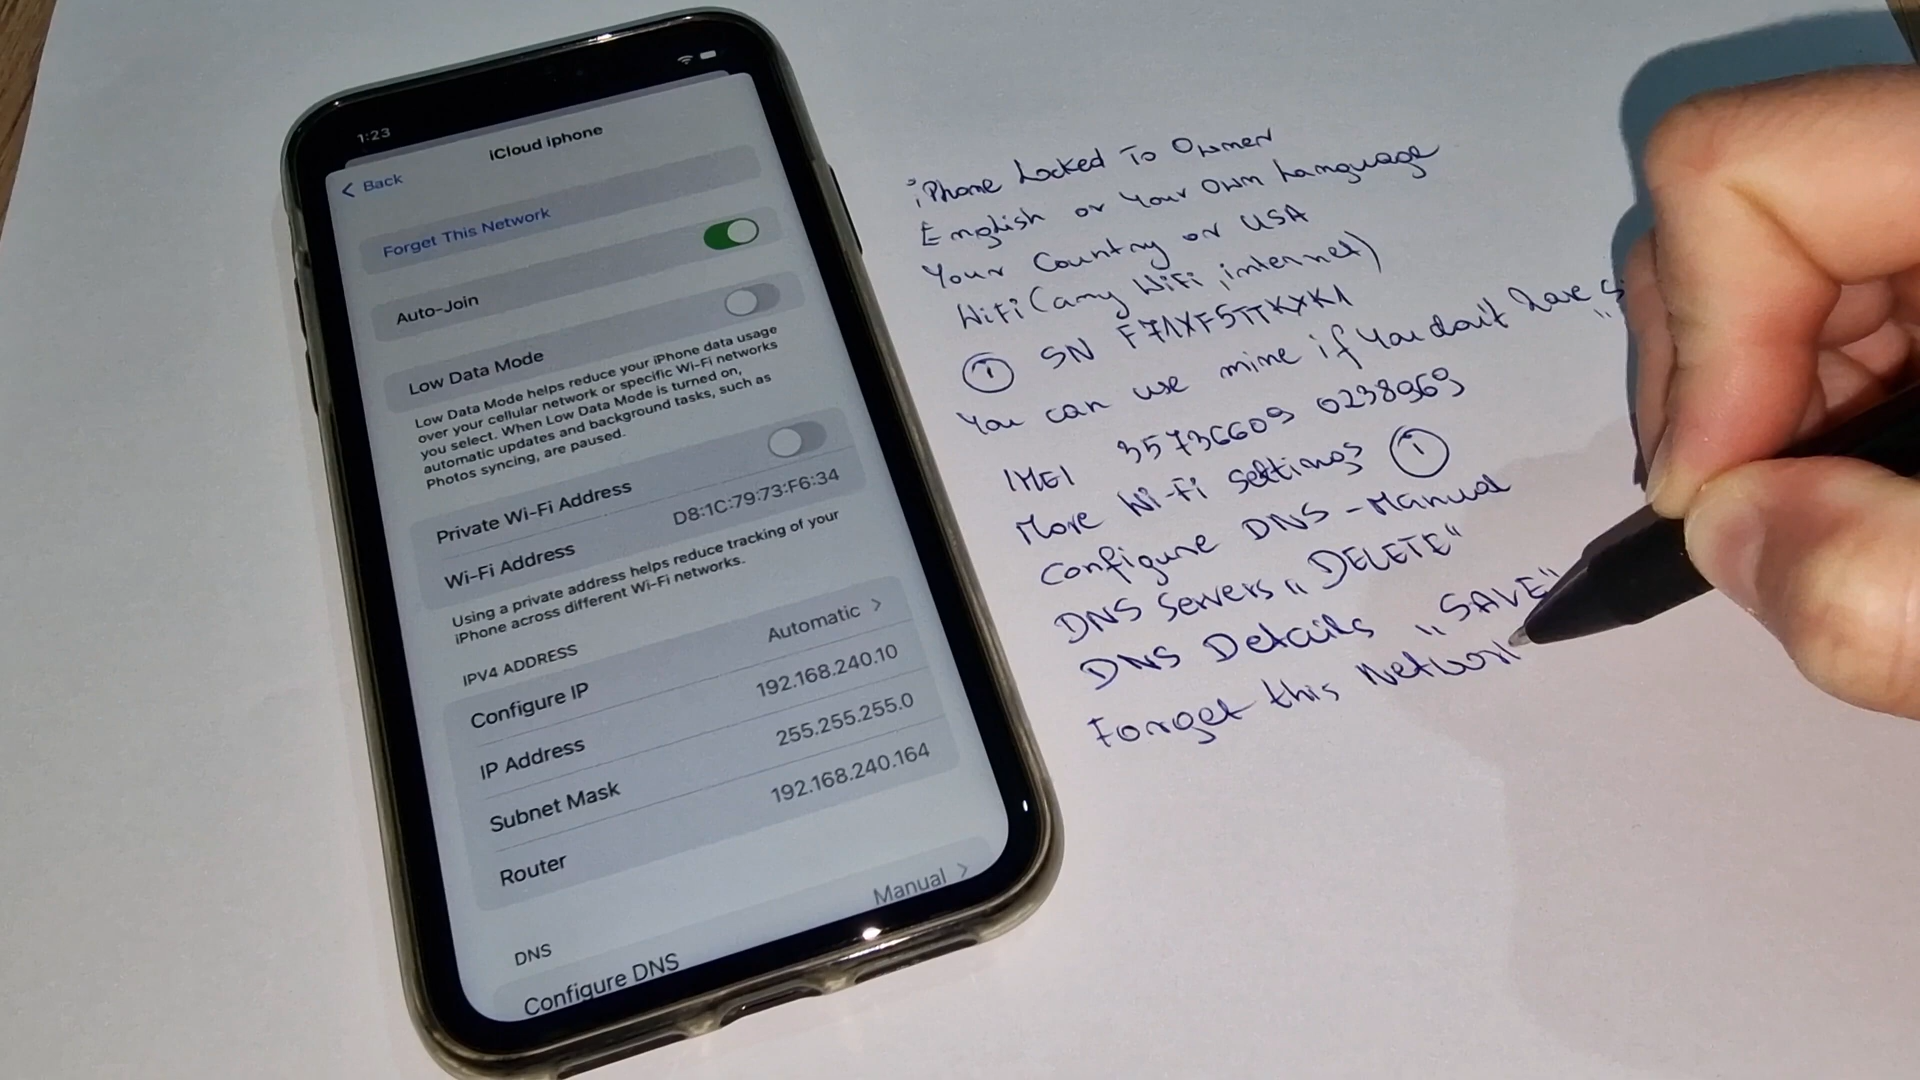 1:23
iCloud iphone
Back
Forget This Network
Auto-Join
Low Data Mode
Low Data Mode helps reduce your iPhone data usage
over your cellular network or specific Wi-Fi networks
you select. When Low Data Mode is turned on,
automatic updates and background tasks, such as
Photos syncing, are paused.
Private Wi-Fi Address
Wi-Fi Address D8:1C:79:73:F6:34
Using a private address helps reduce tracking of your
iPhone across different Wi-Fi networks.
IPV4 ADDRESS
Configure IP Automatic
IP Address 192.168.240.10
Subnet Mask 255.255.255.0
Router 192.168.240.164
DNS
Configure DNS Manual
iPhone Locked To Owner
English or Your Own Language
Your Country or USA
WiFi (any WiFi, internet)
i SN
You can use mine if You don't have
IMEI 35736609 0238969
More Wi-Fi settings i
Configure DNS - Manual
DNS Servers „DELETE"
DNS Details „SAVE"
Forget this Network